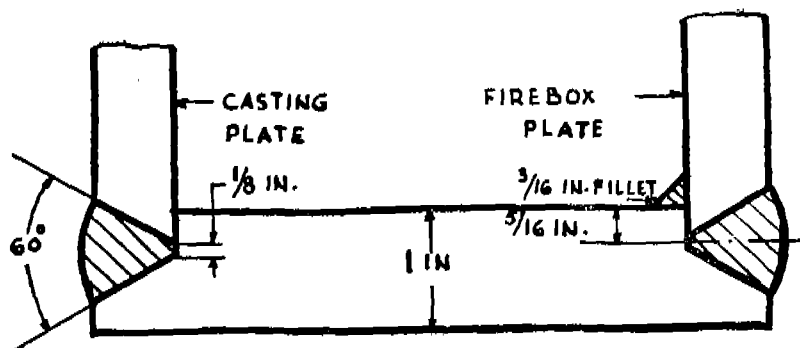 CASTING
PLATE
FIREBOX
PLATE
1/8 IN.
3/16 IN. FILLET
5/16 IN.
60°
1 IN